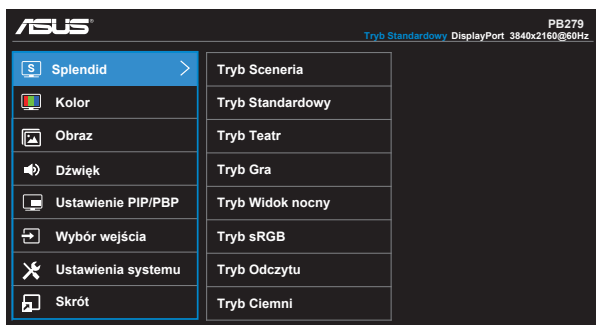 ASUS
PB279
Tryb Standardowy DisplayPort 3840x2160@60Hz
S Splendid
Tryb Sceneria
Kolor
Tryb Standardowy
Obraz
Tryb Teatr
Dźwięk
Tryb Gra
Ustawienie PIP/PBP
Tryb Widok nocny
Wybór wejścia
Tryb sRGB
Ustawienia systemu
Tryb Odczytu
Skrót
Tryb Ciemni